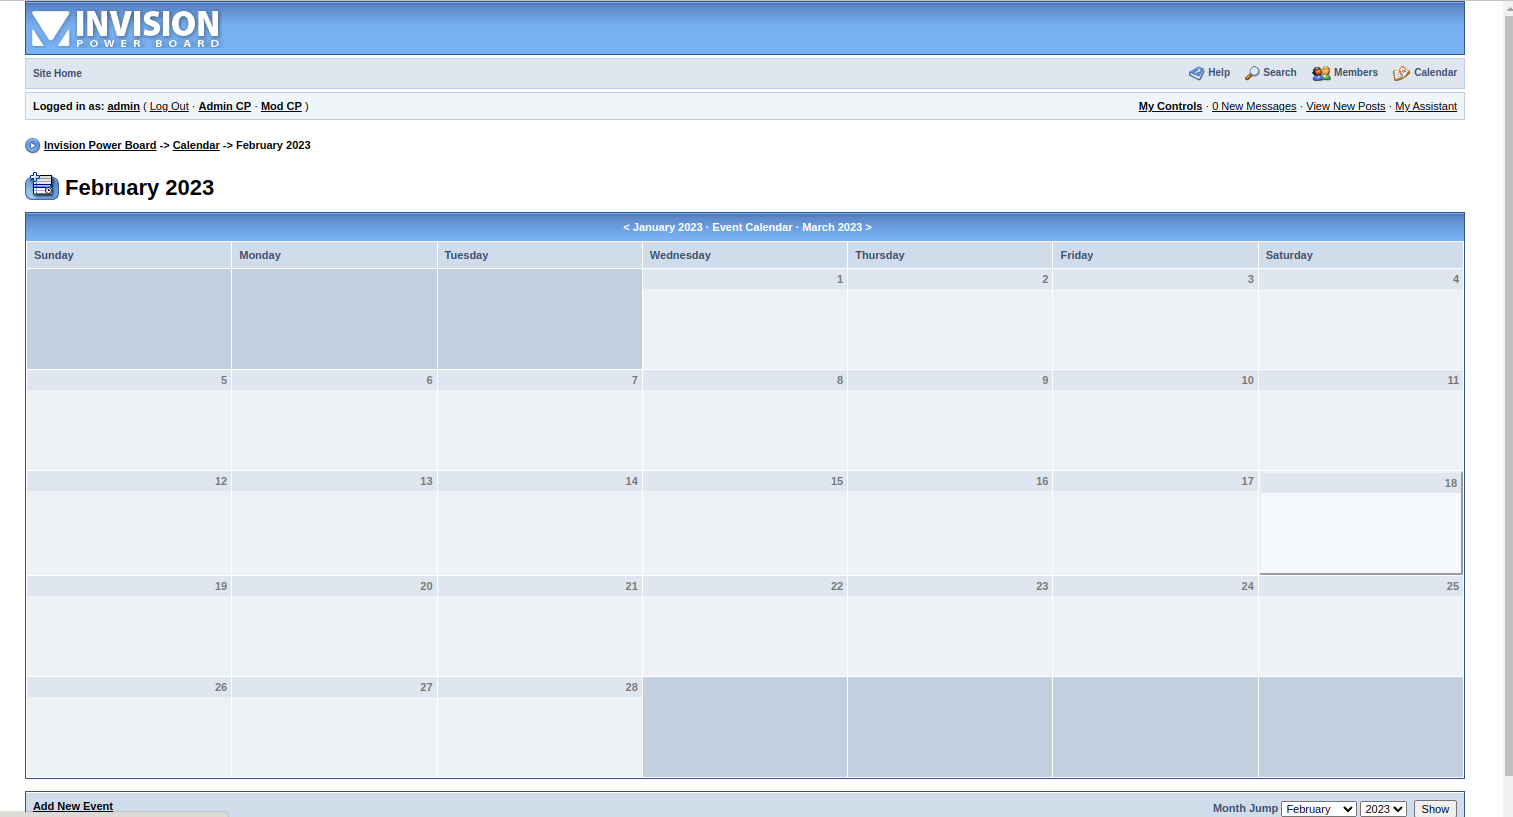 INVISION
POWER BOARD
Site Home
Help Search Members Calendar
Logged in as: admin ( Log Out · Admin CP · Mod CP )
My Controls · 0 New Messages · View New Posts · My Assistant
Invision Power Board -> Calendar -> February 2023
February 2023
< January 2023 · Event Calendar · March 2023 >
Sunday Monday Tuesday Wednesday Thursday Friday Saturday
1 2 3 4
5 6 7 8 9 10 11
12 13 14 15 16 17 18
19 20 21 22 23 24 25
26 27 28
Add New Event
Month Jump February 2023 Show